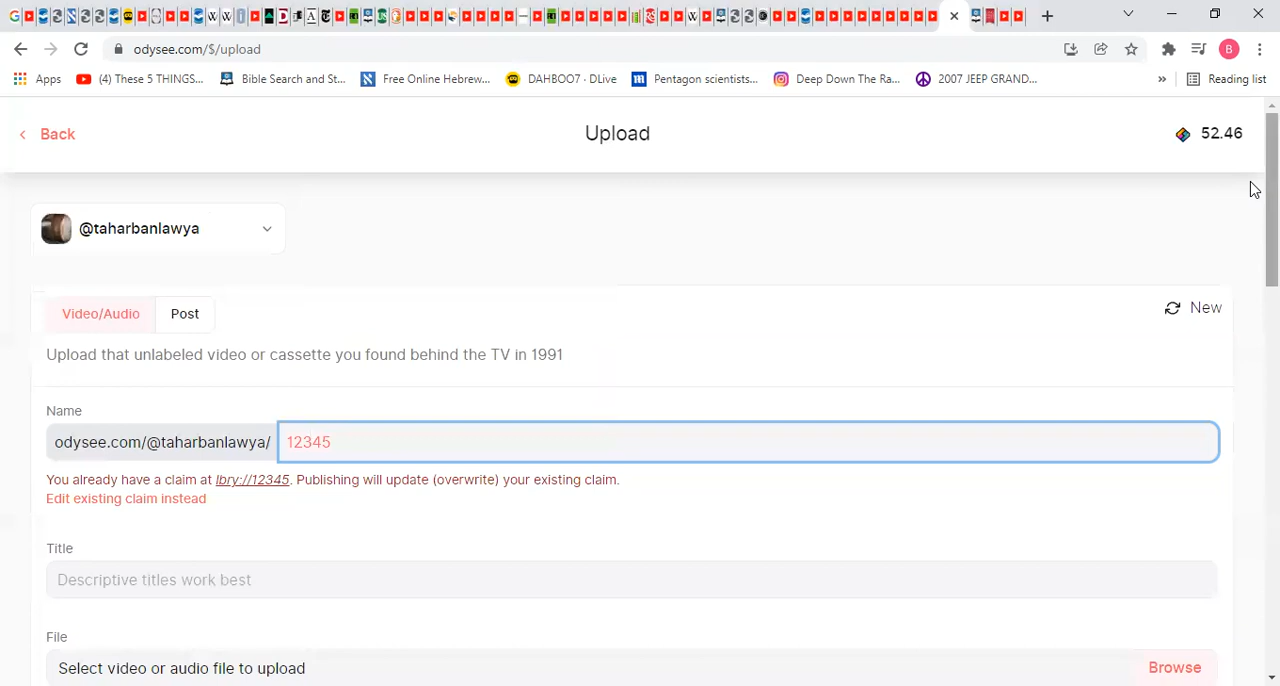 odysee.com/$/upload
B
Apps
(4) These 5 THINGS...
Bible Search and St...
Free Online Hebrew...
DAHBOO7 · DLive
Pentagon scientists...
Deep Down The Ra...
2007 JEEP GRAND...
»
Reading list
Back
Upload
52.46
@taharbanlawya
Video/Audio
Post
New
Upload that unlabeled video or cassette you found behind the TV in 1991
Name
odysee.com/@taharbanlawya/
12345
You already have a claim at lbry://12345. Publishing will update (overwrite) your existing claim.
Edit existing claim instead
Title
Descriptive titles work best
File
Select video or audio file to upload
Browse